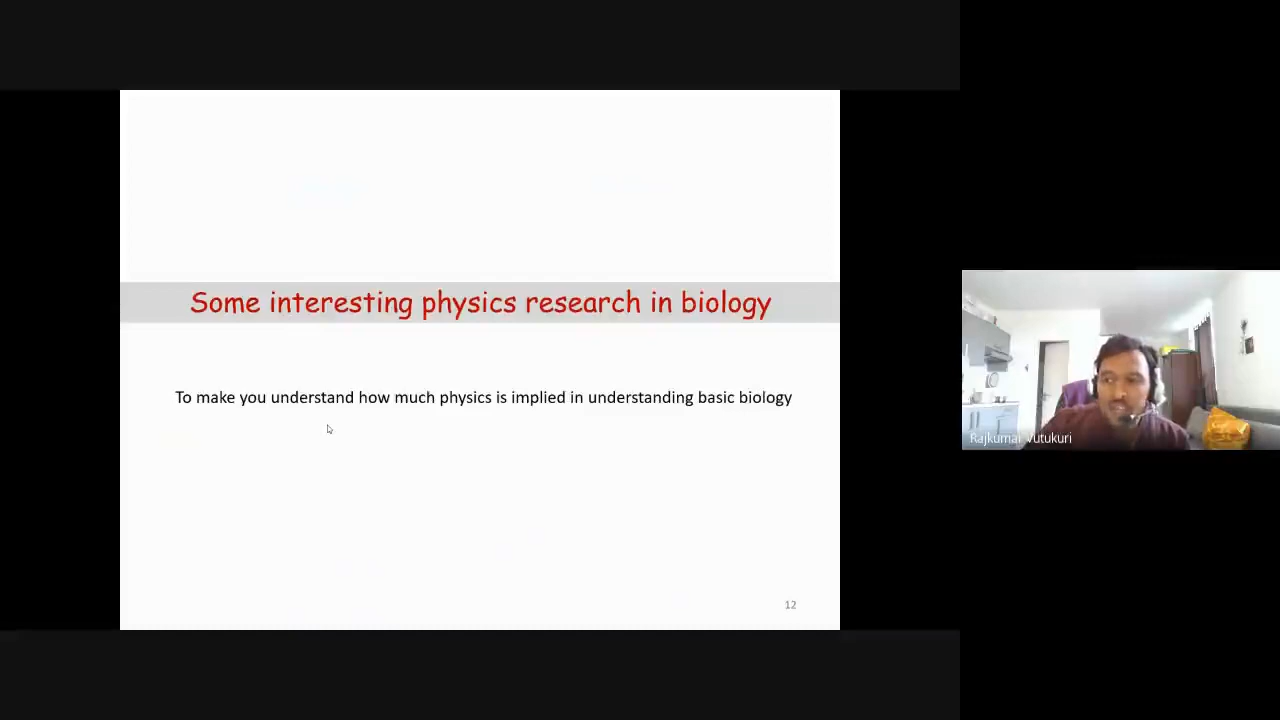 Some interesting physics research in biology
To make you understand how much physics is implied in understanding basic biology
12
Rajkumar Vutukuri